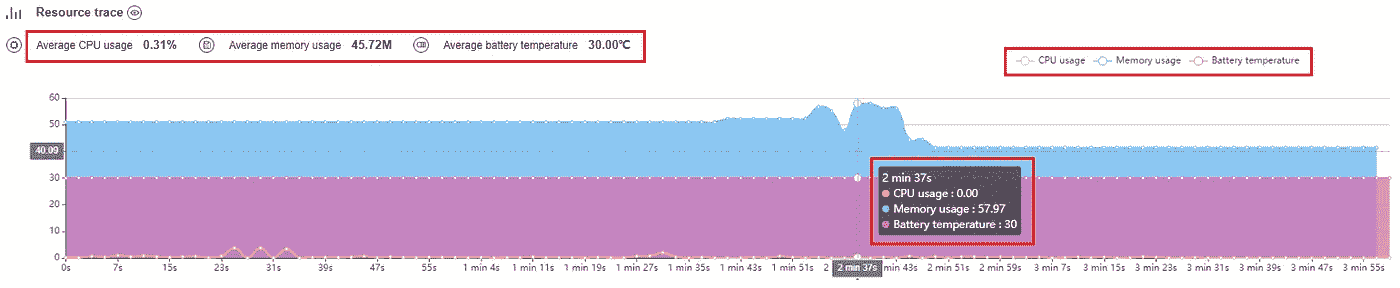 Resource trace
Average CPU usage 0.31% Average memory usage 45.72M Average battery temperature 30.00℃
CPU usage Memory usage Battery temperature
60
50
40.09
30
20
10
0
2 min 37s
CPU usage : 0.00
Memory usage : 57.97
Battery temperature : 30
0s 7s 15s 23s 31s 39s 47s 55s 1 min 4s 1 min 11s 1 min 19s 1 min 27s 1 min 35s 1 min 43s 1 min 51s 2 2 min 37s min 43s 2 min 51s 2 min 59s 3 min 7s 3 min 15s 3 min 23s 3 min 31s 3 min 39s 3 min 47s 3 min 55s